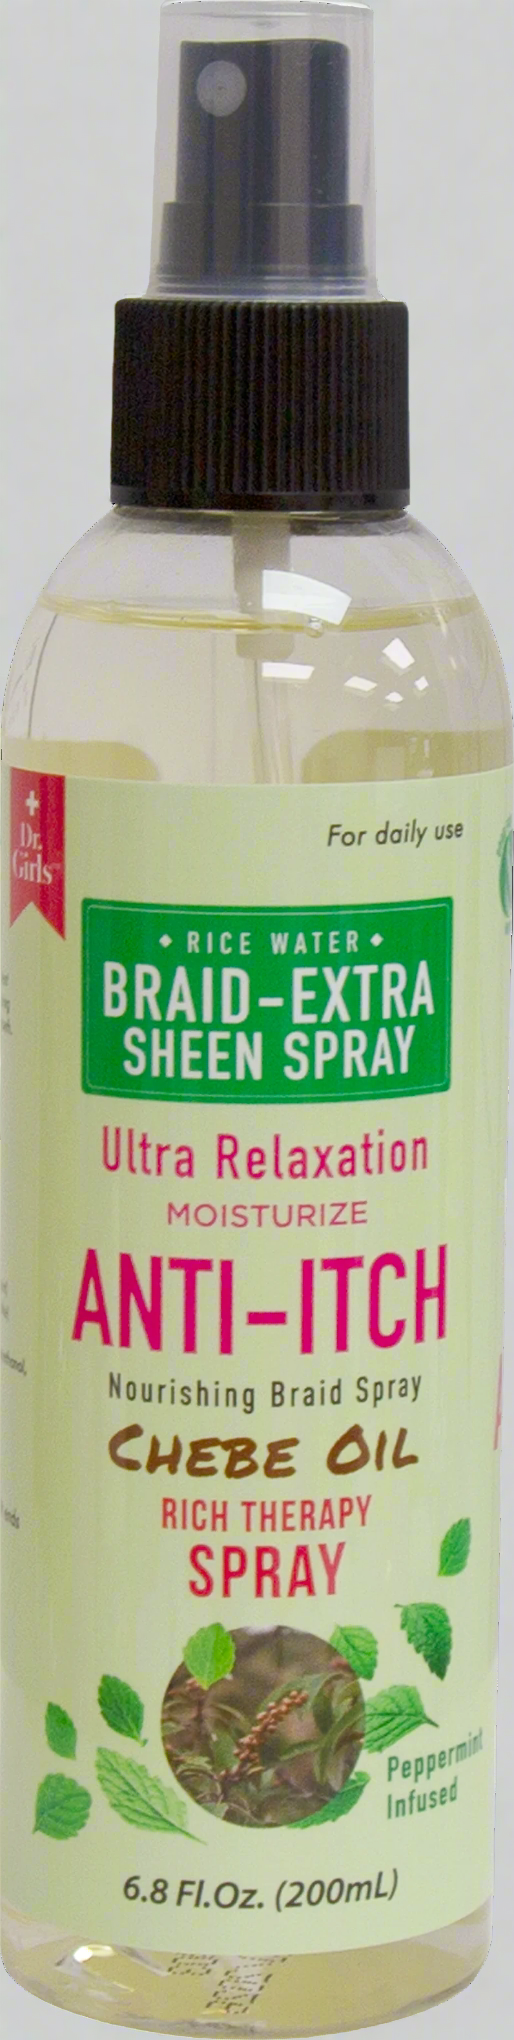 Dr.
Girls
For daily use
RICE WATER
BRAID-EXTRA
SHEEN SPRAY
Ultra Relaxation
MOISTURIZE
ANTI-ITCH
Nourishing Braid Spray
CHEBE OIL
RICH THERAPY
SPRAY
Peppermint
Infused
6.8 Fl.Oz. (200mL)